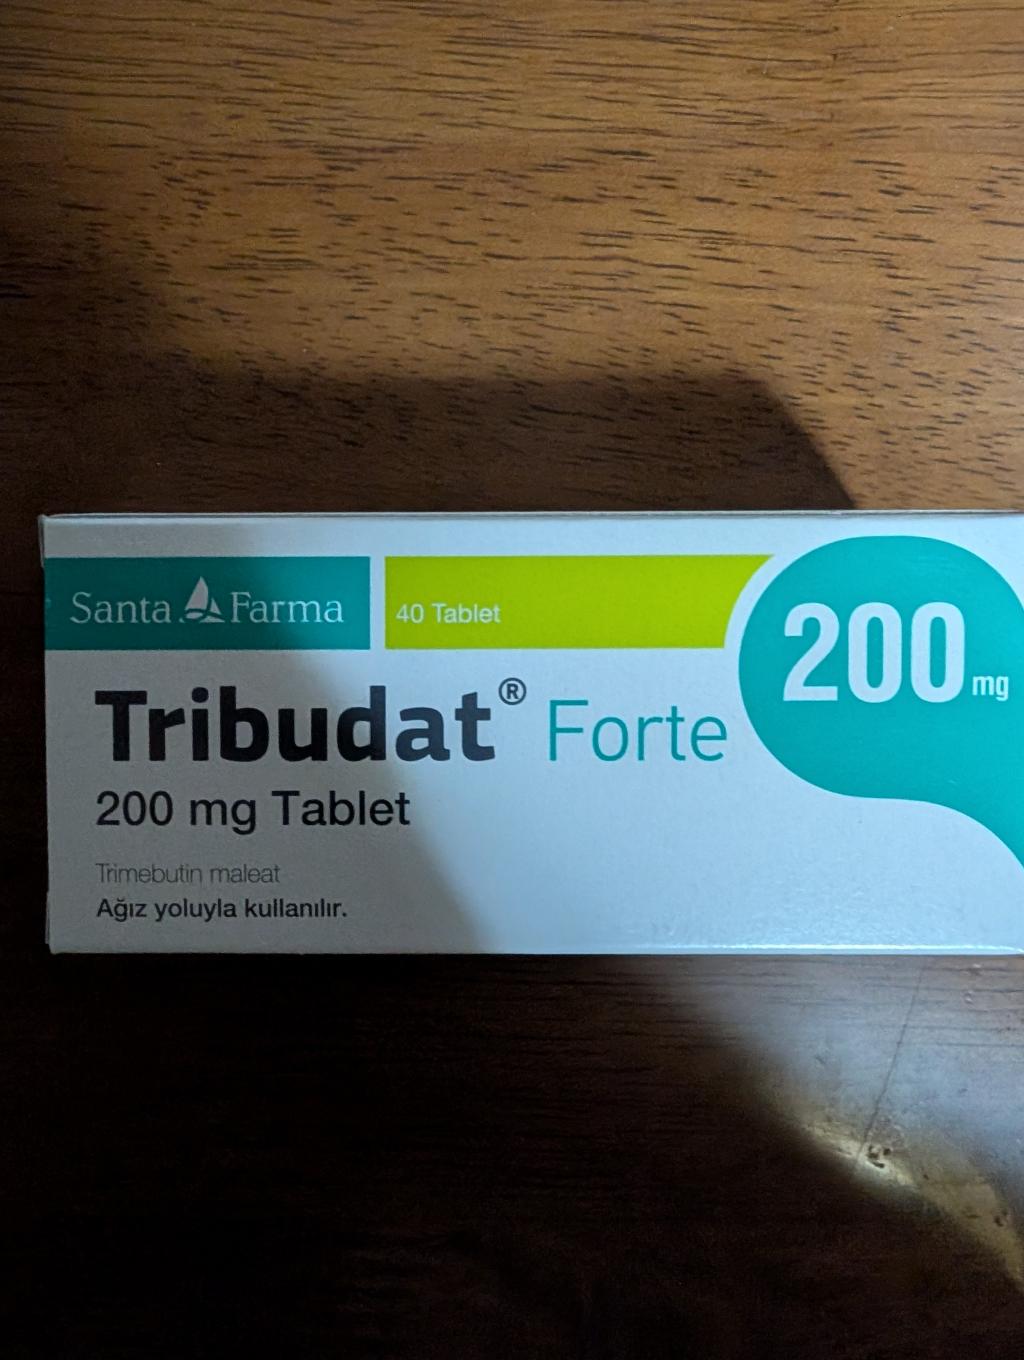 Santa Farma
40 Tablet
200 mg
Tribudat® Forte
200 mg Tablet
Trimebutin maleat
Ağız yoluyla kullanılır.